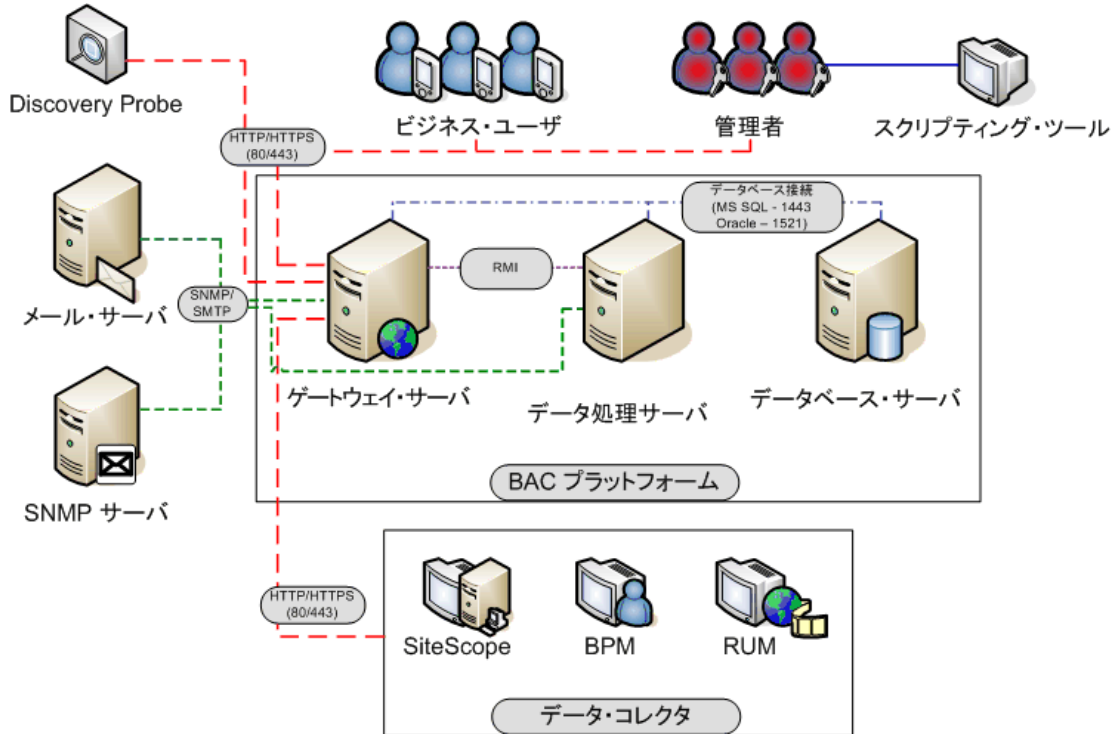 Discovery Probe
ビジネス・ユーザ
管理者
スクリプティング・ツール
HTTP/HTTPS
(80/443)
データベース接続
(MS SQL - 1443
Oracle – 1521)
RMI
メール・サーバ
SNMP/
SMTP
ゲートウェイ・サーバ
データ処理サーバ
データベース・サーバ
BAC プラットフォーム
SNMP サーバ
HTTP/HTTPS
(80/443)
SiteScope
BPM
RUM
データ・コレクタ